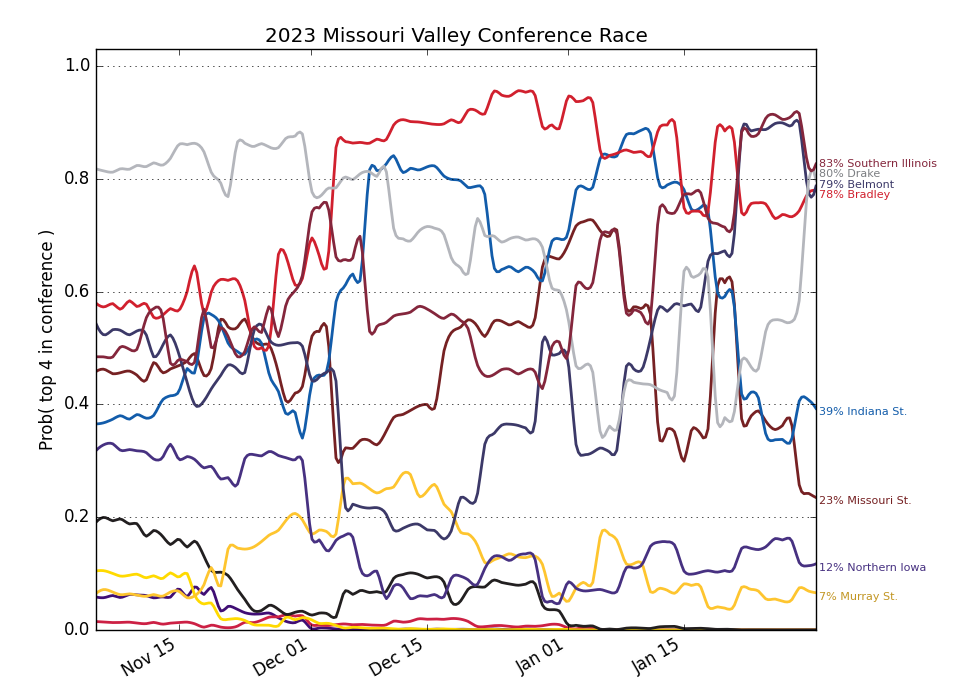 2023 Missouri Valley Conference Race
Prob( top 4 in conference )
1.0
0.8
0.6
0.4
0.2
0.0
83% Southern Illinois
80% Drake
79% Belmont
78% Bradley
39% Indiana St.
23% Missouri St.
12% Northern Iowa
7% Murray St.
Nov 15
Dec 01
Dec 15
Jan 01
Jan 15